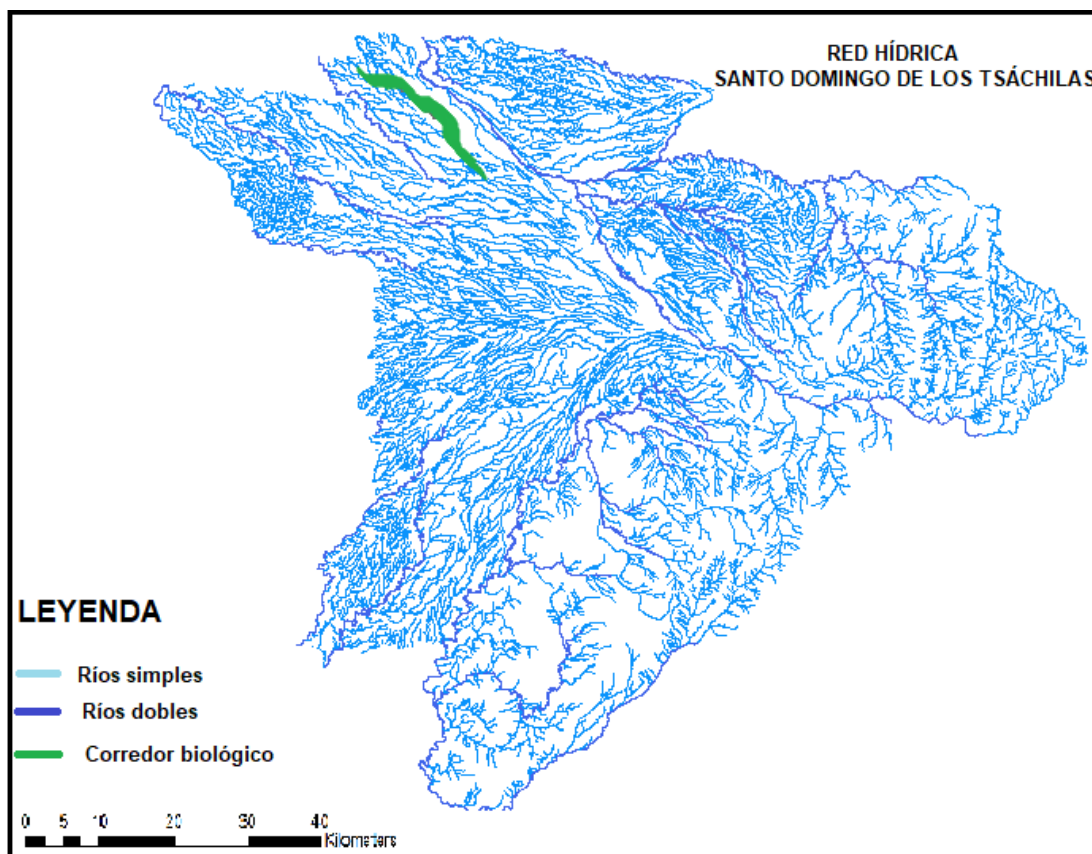 RED HÍDRICA
SANTO DOMINGO DE LOS TSÁCHILAS
LEYENDA
Ríos simples
Ríos dobles
Corredor biológico
0 5 10 20 30 40
Kilometers